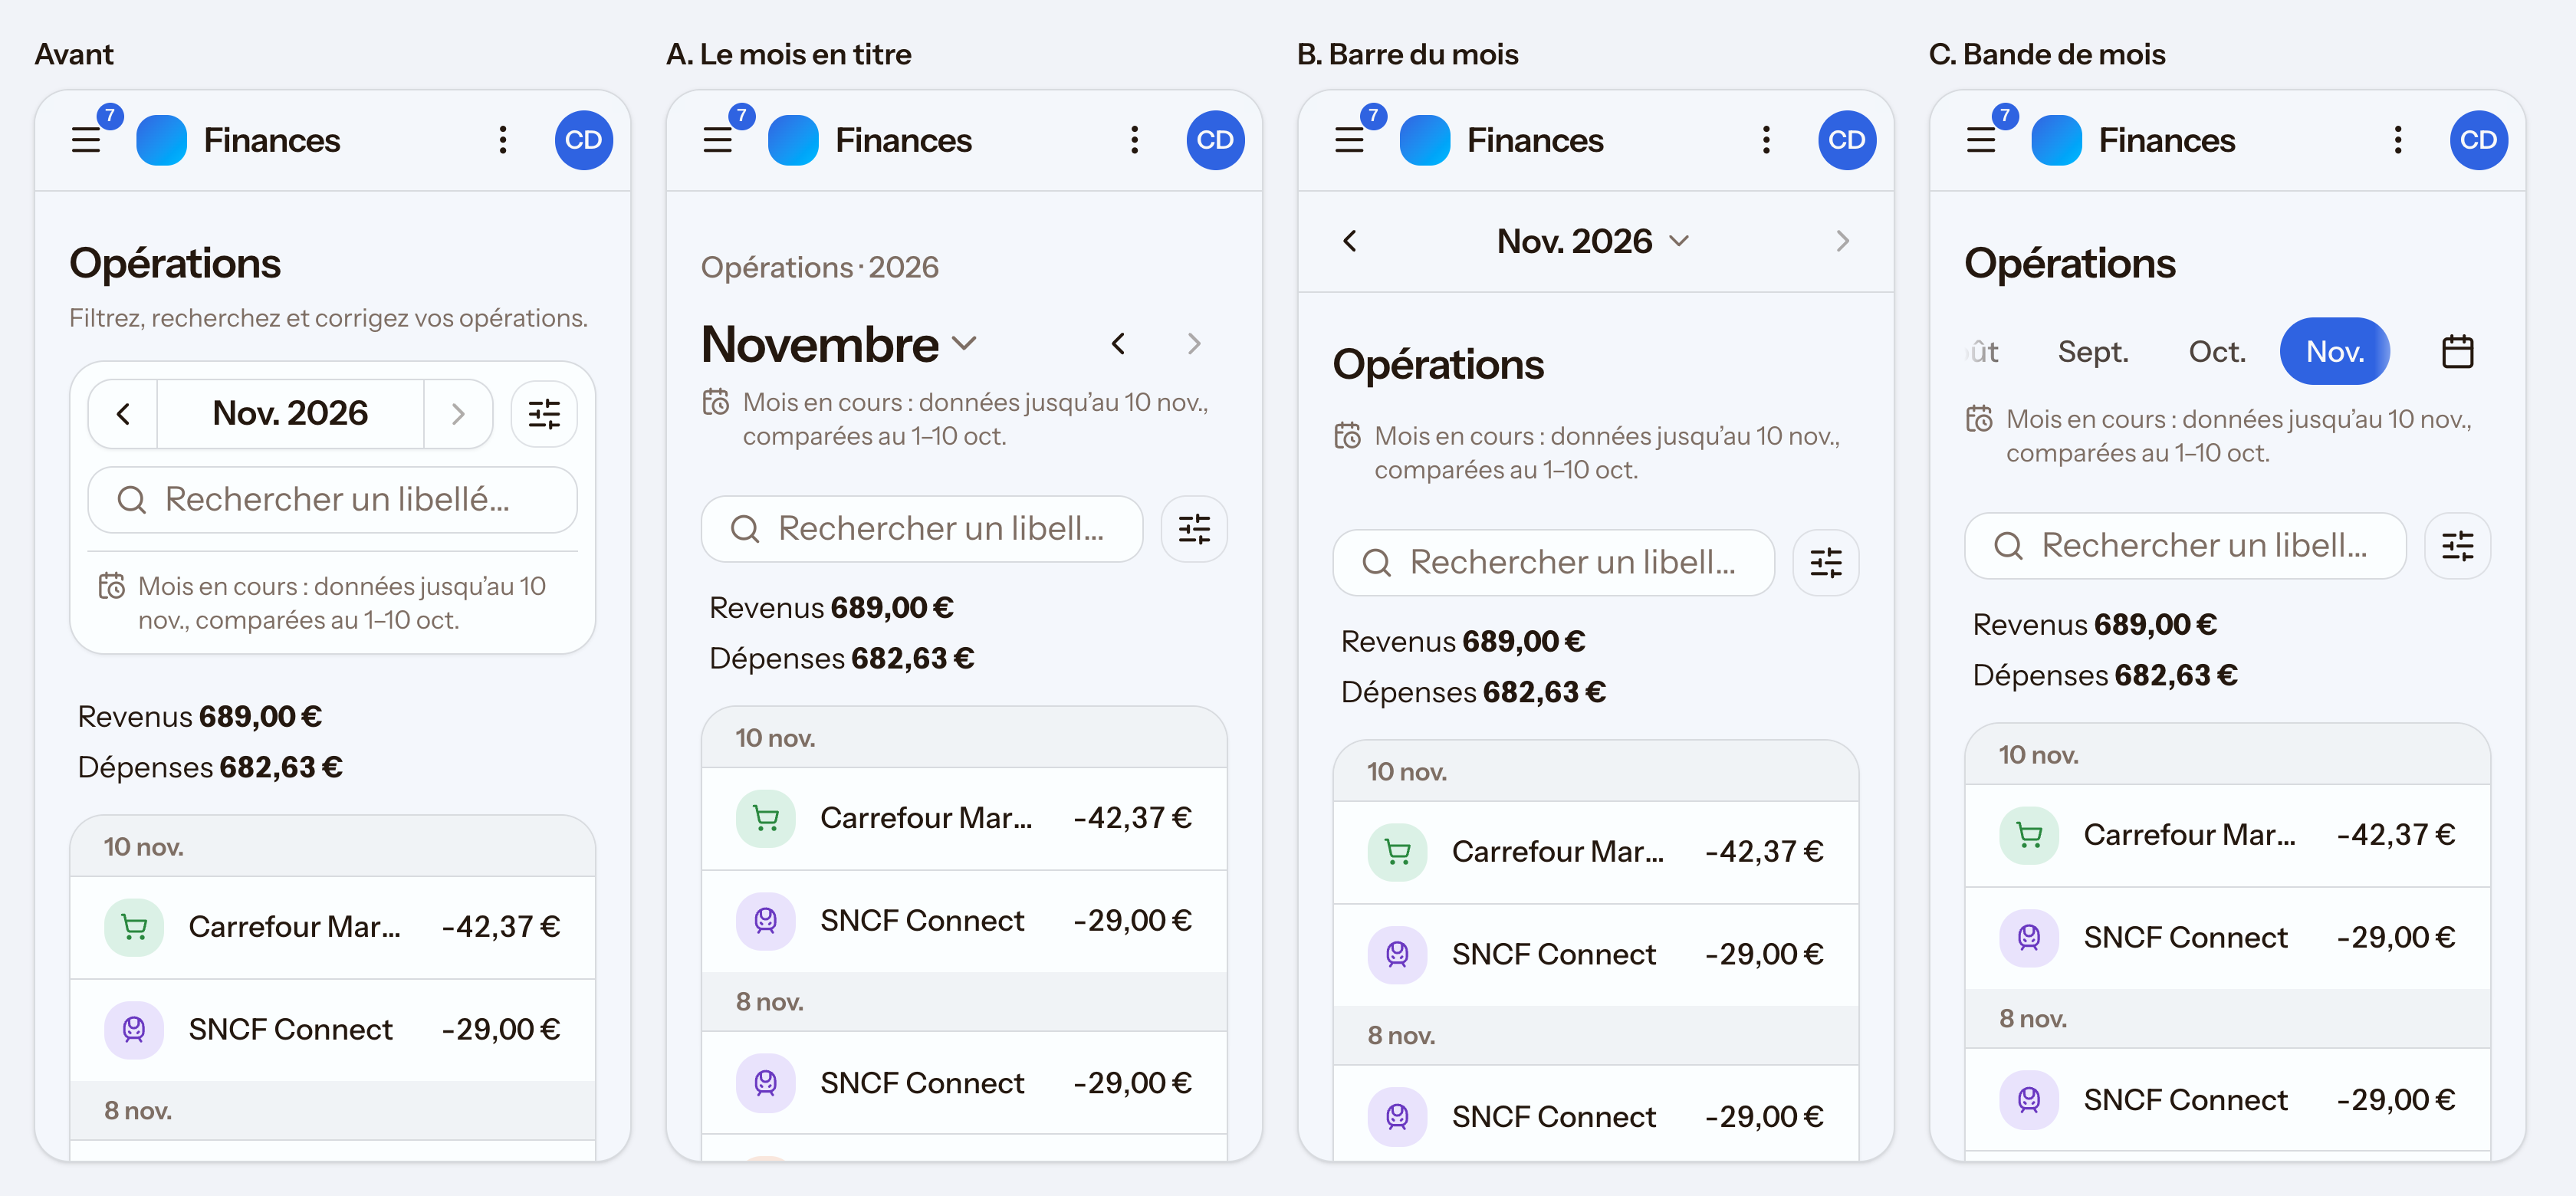 Avant
7
Finances
CD
Opérations
Filtrez, recherchez et corrigez vos opérations.
Nov. 2026
Rechercher un libellé...
Mois en cours : données jusqu’au 10
nov., comparées au 1–10 oct.
Revenus 689,00 €
Dépenses 682,63 €
10 nov.
Carrefour Mar... -42,37 €
SNCF Connect -29,00 €
8 nov.
A. Le mois en titre
7
Finances
CD
Opérations · 2026
Novembre
Mois en cours : données jusqu’au 10 nov.,
comparées au 1–10 oct.
Rechercher un libell...
Revenus 689,00 €
Dépenses 682,63 €
10 nov.
Carrefour Mar... -42,37 €
SNCF Connect -29,00 €
8 nov.
SNCF Connect -29,00 €
B. Barre du mois
7
Finances
CD
Nov. 2026
Opérations
Mois en cours : données jusqu’au 10 nov.,
comparées au 1–10 oct.
Rechercher un libell...
Revenus 689,00 €
Dépenses 682,63 €
10 nov.
Carrefour Mar... -42,37 €
SNCF Connect -29,00 €
8 nov.
SNCF Connect -29,00 €
C. Bande de mois
7
Finances
CD
Opérations
ût Sept. Oct. Nov.
Mois en cours : données jusqu’au 10 nov.,
comparées au 1–10 oct.
Rechercher un libell...
Revenus 689,00 €
Dépenses 682,63 €
10 nov.
Carrefour Mar... -42,37 €
SNCF Connect -29,00 €
8 nov.
SNCF Connect -29,00 €